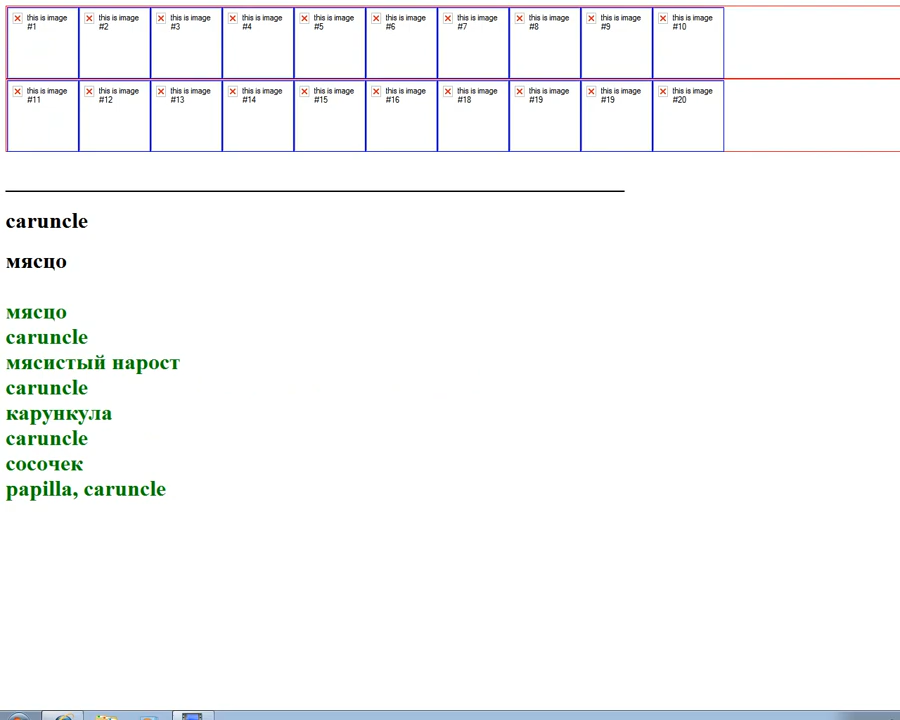 this is image this is image this is image this is image this is image this is image this is image this is image this is image this is image
#1 #2 #3 #4 #5 #6 #7 #8 #9 #10
this is image this is image this is image this is image this is image this is image this is image this is image this is image this is image
#11 #12 #13 #14 #15 #16 #18 #19 #19 #20
caruncle
мясцо
мясцо
caruncle
мясистый нарост
caruncle
карункула
caruncle
сосочек
papilla, caruncle